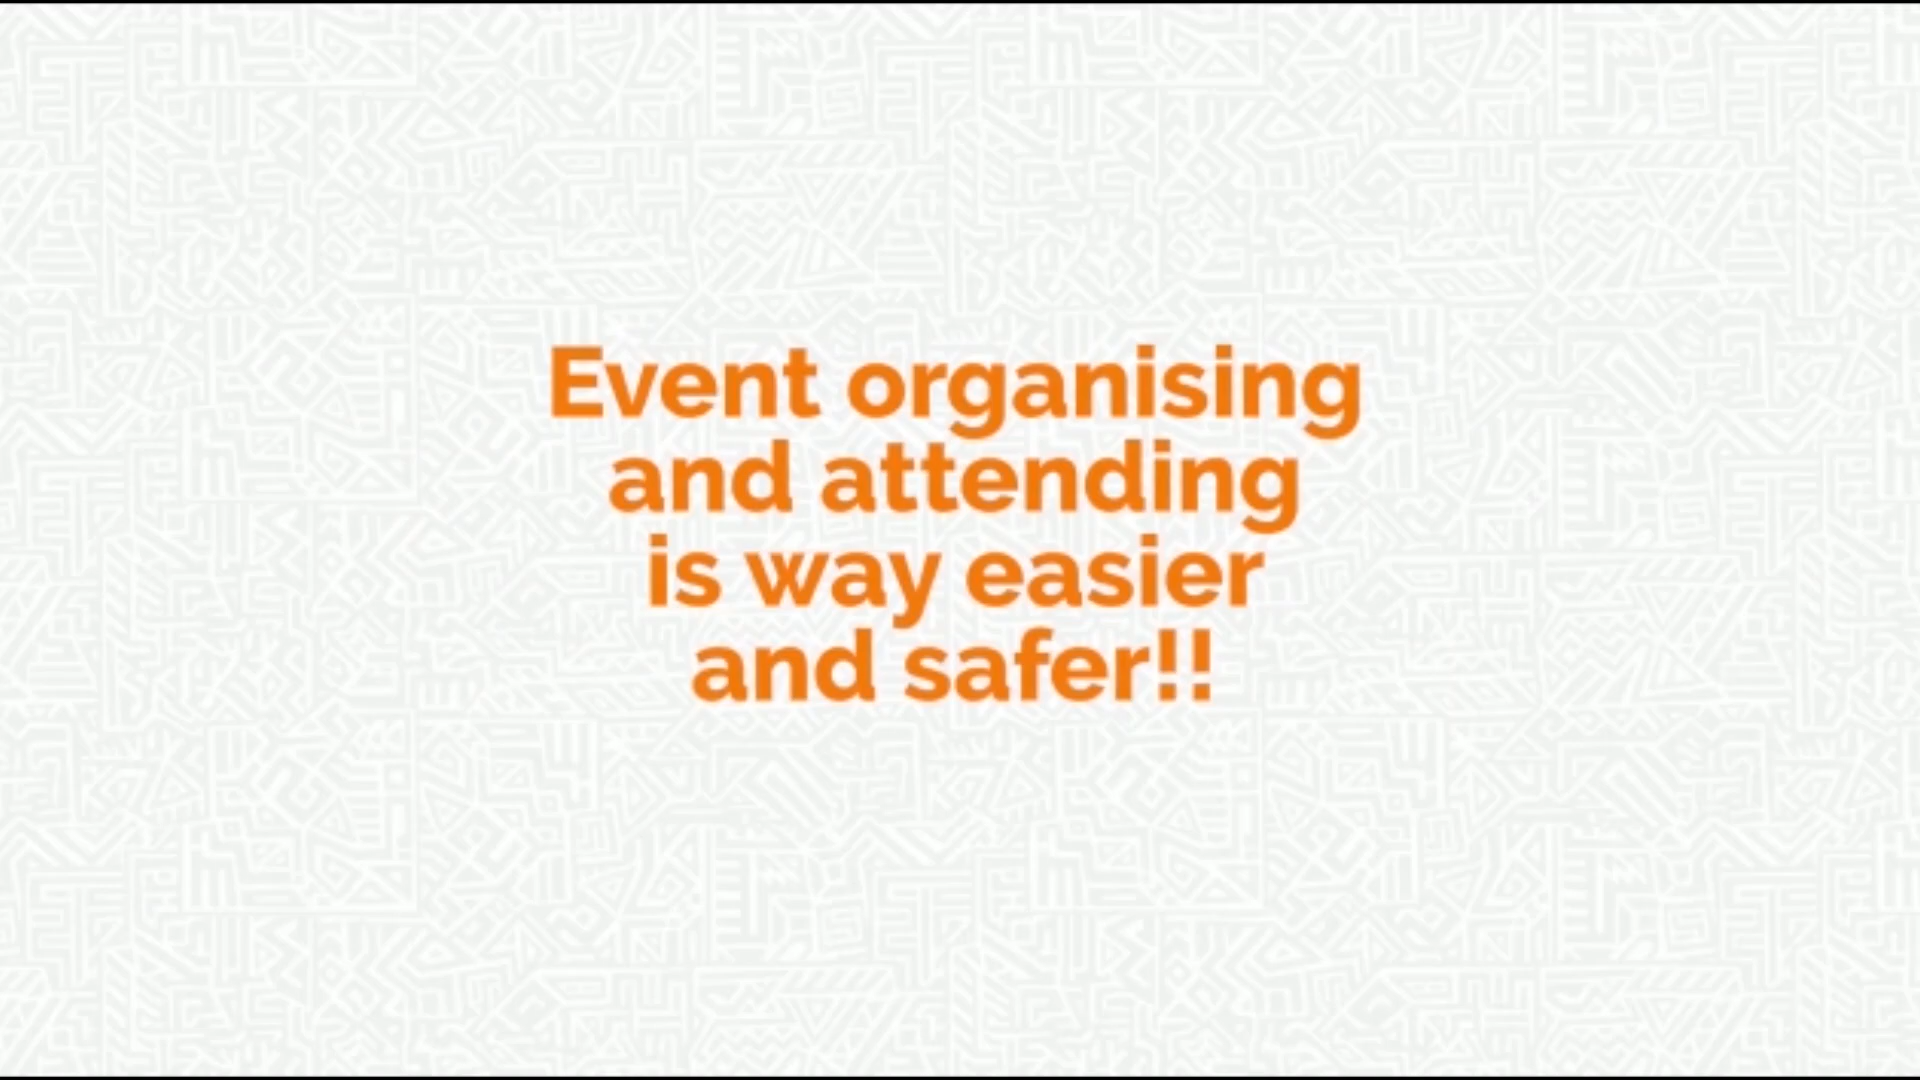 Event organising
and attending
is way easier
and safer!!